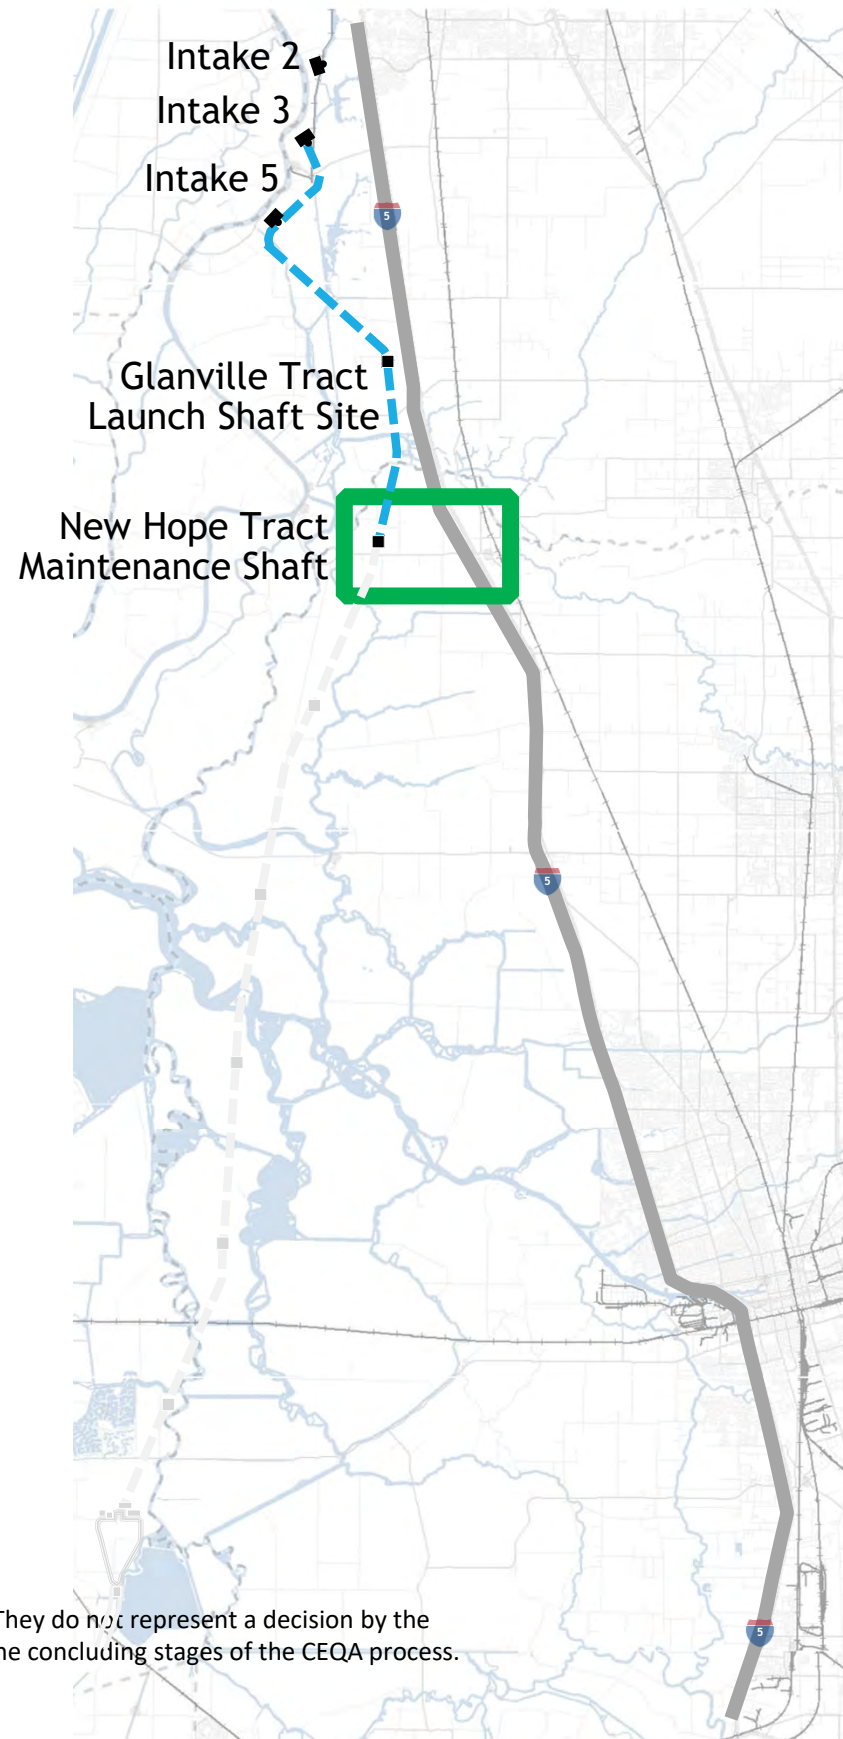 Intake 2
Intake 3
Intake 5
5
Glanville Tract
Launch Shaft Site
New Hope Tract
Maintenance Shaft
5
They do not represent a decision by the
ne concluding stages of the CEQA process.
5